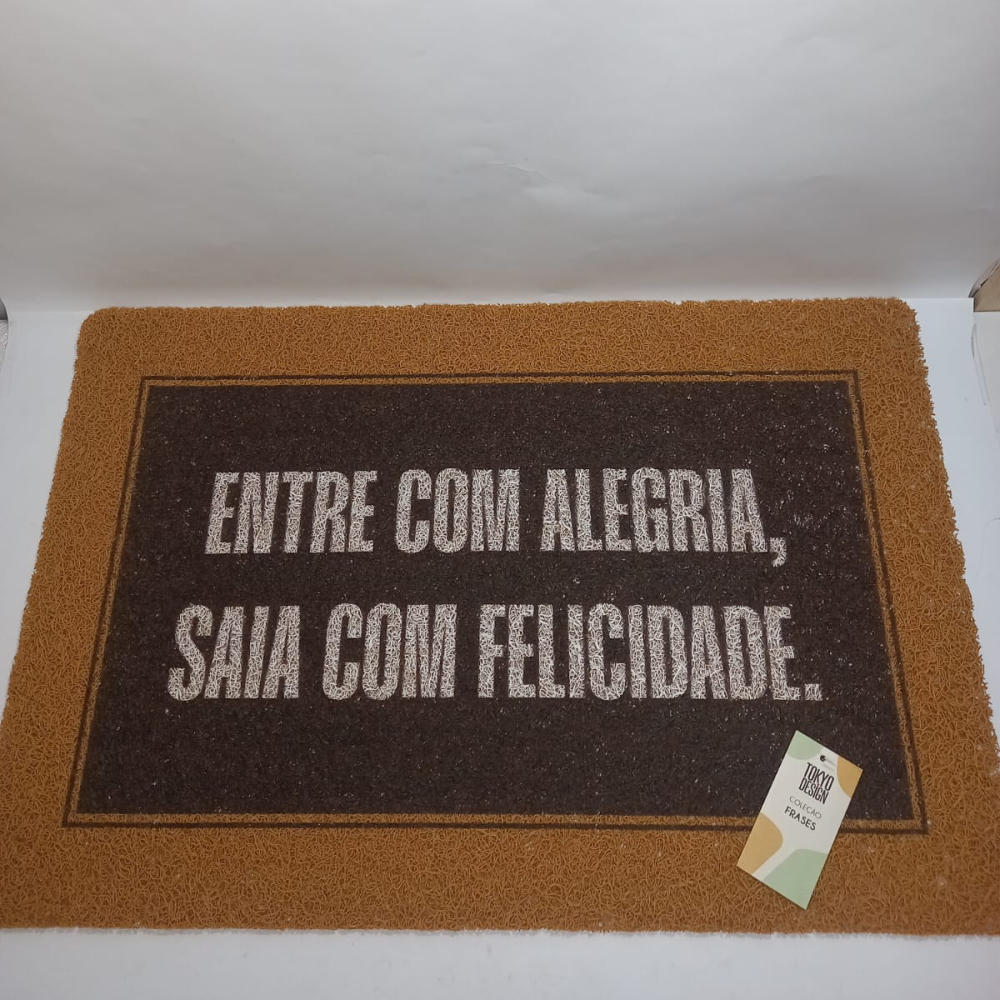 ENTRE COM ALEGRIA,
SAIA COM FELICIDADE.
TOKYO
DESIGN
COLEÇÃO
FRASES